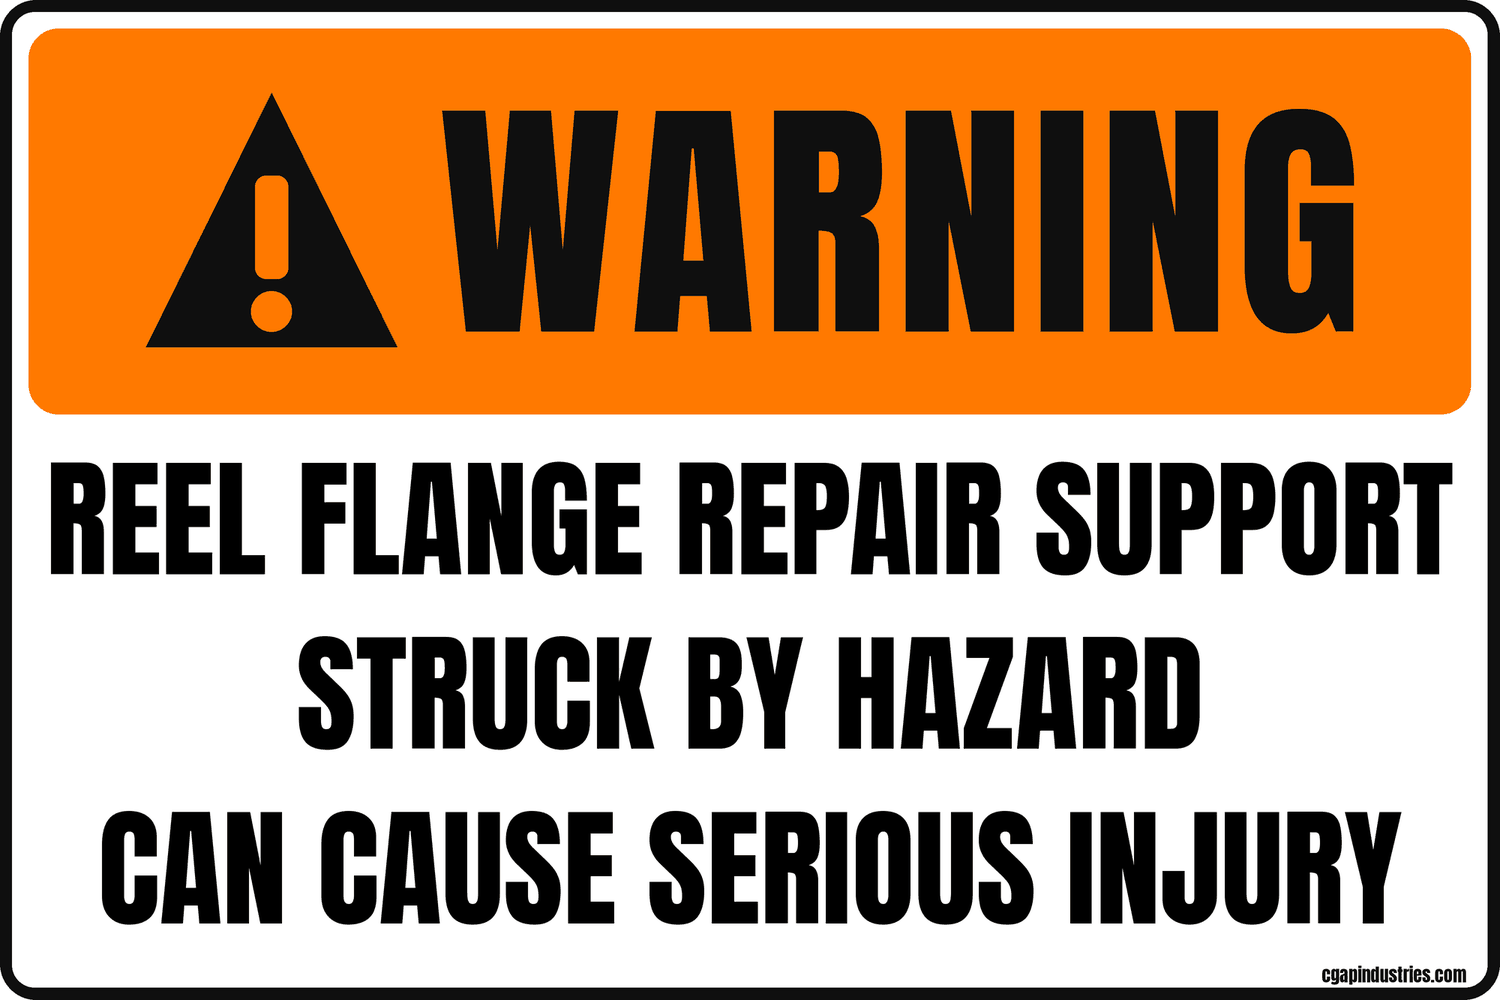 WARNING
REEL FLANGE REPAIR SUPPORT
STRUCK BY HAZARD
CAN CAUSE SERIOUS INJURY
cgapindustries.com